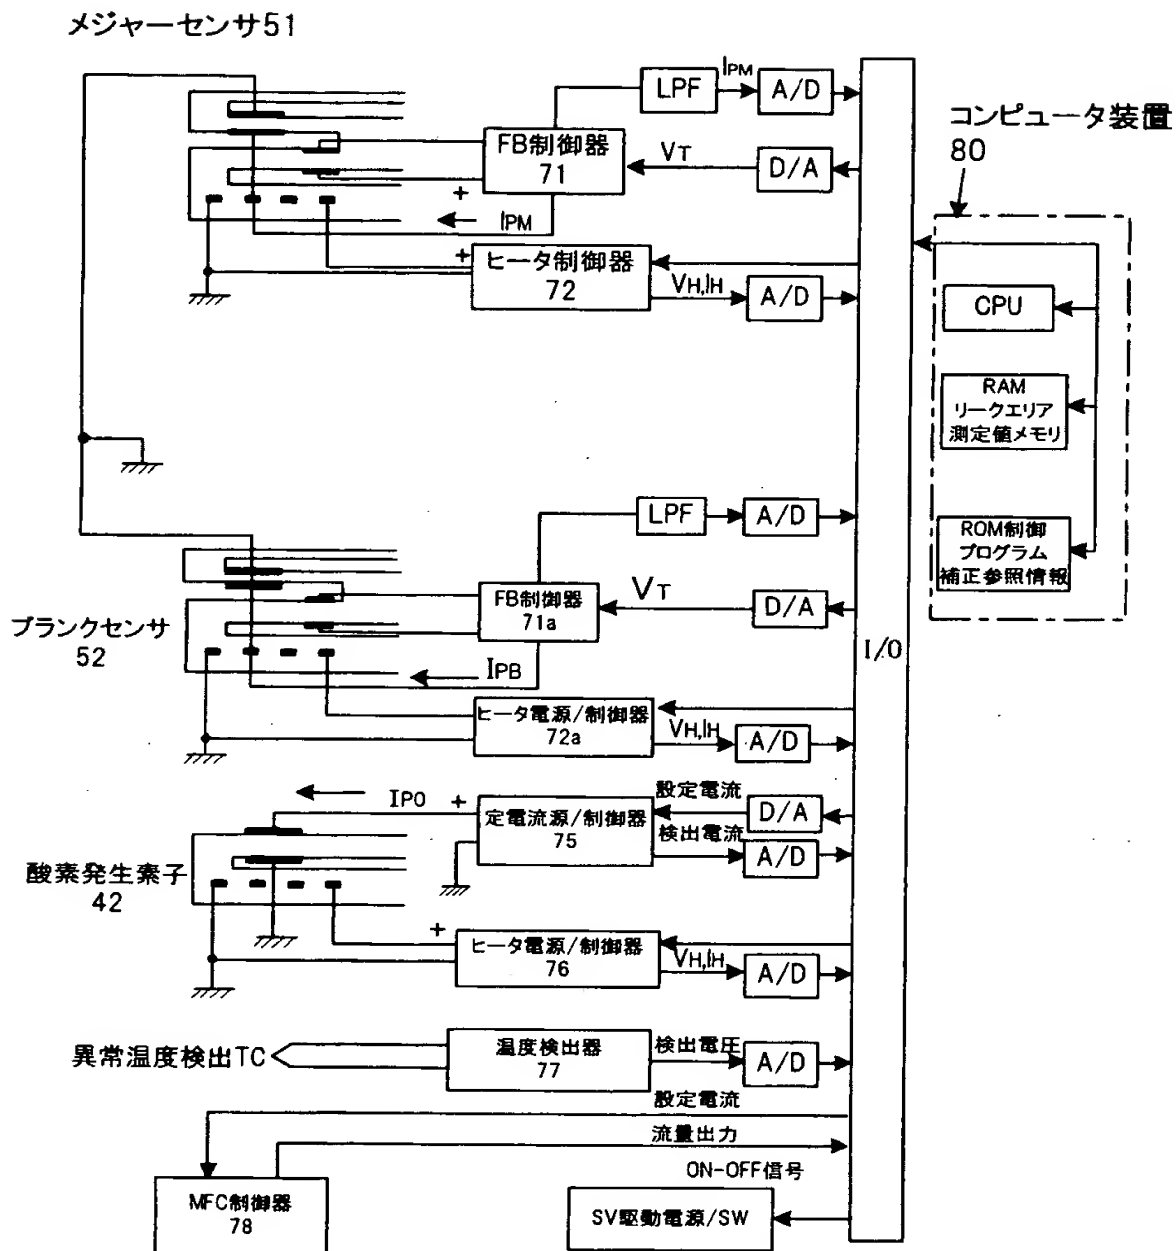 メジャーセンサ51
LPF
IPM
A/D
FB制御器
71
VT
D/A
+
IPM
+
ヒータ制御器
72
VH,IH
A/D
コンピュータ装置
80
CPU
RAM
リークエリア
測定値メモリ
ROM制御
プログラム
補正参照情報
I/O
LPF
A/D
FB制御器
71a
VT
D/A
ブランクセンサ
52
IPB
ヒータ電源/制御器
72a
VH,IH
A/D
IPO
+
定電流源/制御器
75
設定電流
D/A
検出電流
A/D
酸素発生素子
42
+
ヒータ電源/制御器
76
VH,IH
A/D
異常温度検出TC
温度検出器
77
検出電圧
A/D
設定電流
流量出力
MFC制御器
78
ON-OFF信号
SV駆動電源/SW